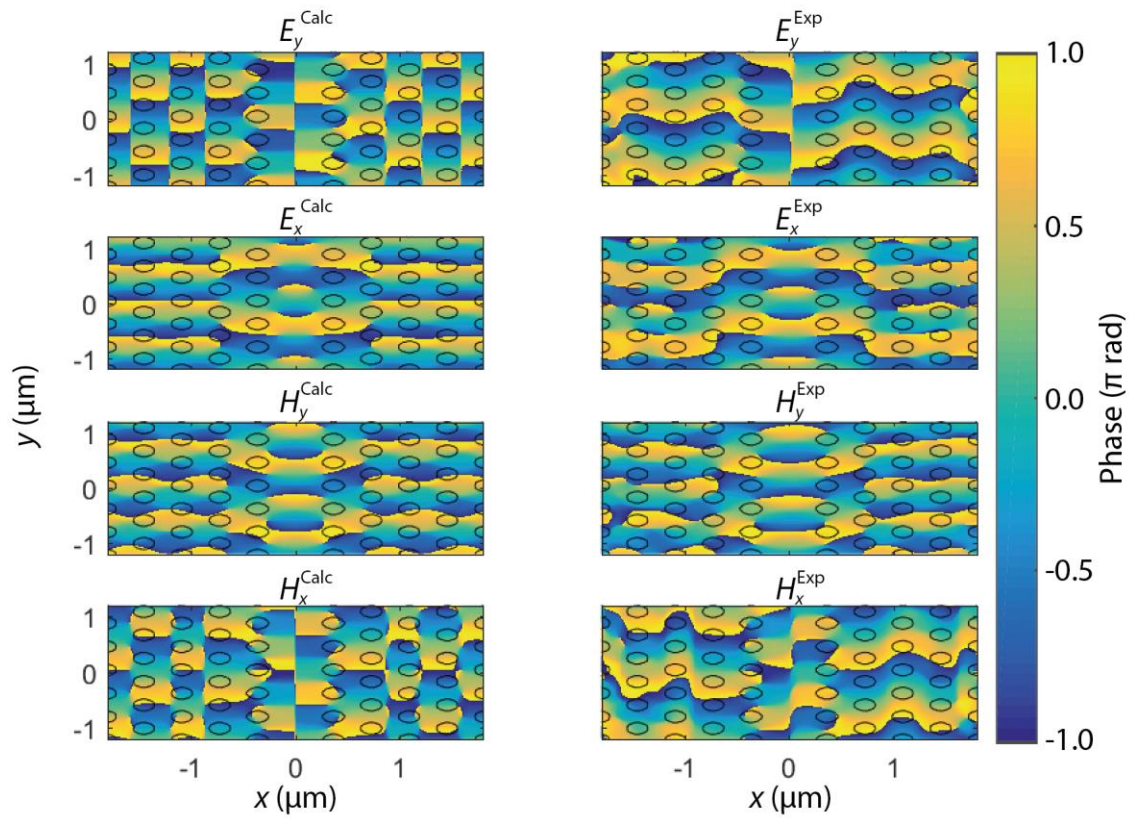 E_y^Calc
E_y^Exp
1
0
-1
E_x^Calc
E_x^Exp
1
0
-1
H_y^Calc
H_y^Exp
1
0
-1
H_x^Calc
H_x^Exp
1
0
-1
-1 0 1
-1 0 1
x (μm)
x (μm)
y (μm)
1.0
0.5
0.0
-0.5
-1.0
Phase (π rad)